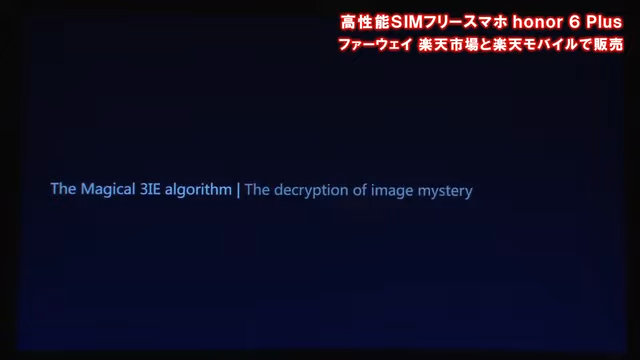 高性能SIMフリースマホ honor 6 Plus
ファーウェイ 楽天市場と楽天モバイルで販売
The Magical 3IE algorithm | The decryption of image mystery